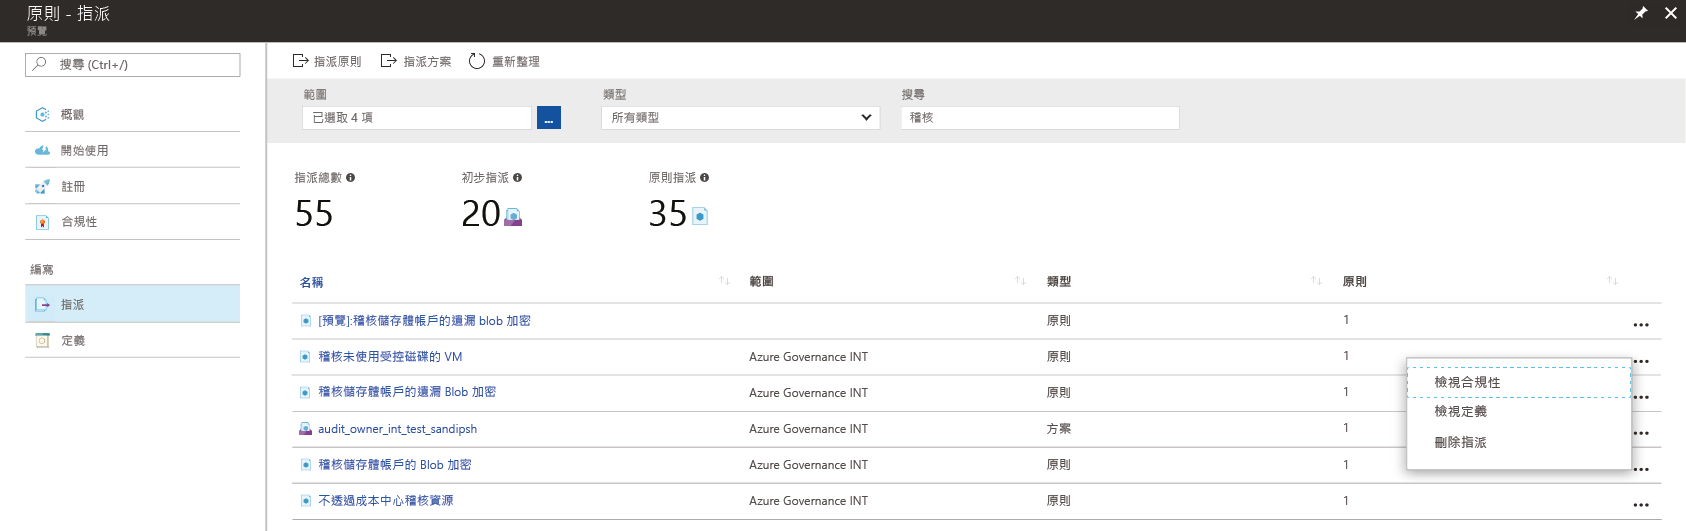 原則 - 指派
預覽
搜尋 (Ctrl+/)
概觀
開始使用
註冊
合規性
編寫
指派
定義
指派原則 指派方案 重新整理
範圍 類型 搜尋
已選取 4 項 ... 所有類型 稽核
指派總數 初步指派 原則指派
55 20 35
名稱 範圍 類型 原則
[預覽]:稽核儲存體帳戶的遺漏 blob 加密 原則 1
稽核未使用受控磁碟的 VM Azure Governance INT 原則 1
稽核儲存體帳戶的遺漏 Blob 加密 Azure Governance INT 原則 1
audit_owner_int_test_sandipsh Azure Governance INT 方案 1
稽核儲存體帳戶的 Blob 加密 Azure Governance INT 原則 1
不透過成本中心稽核資源 Azure Governance INT 原則 1
檢視合規性
檢視定義
刪除指派